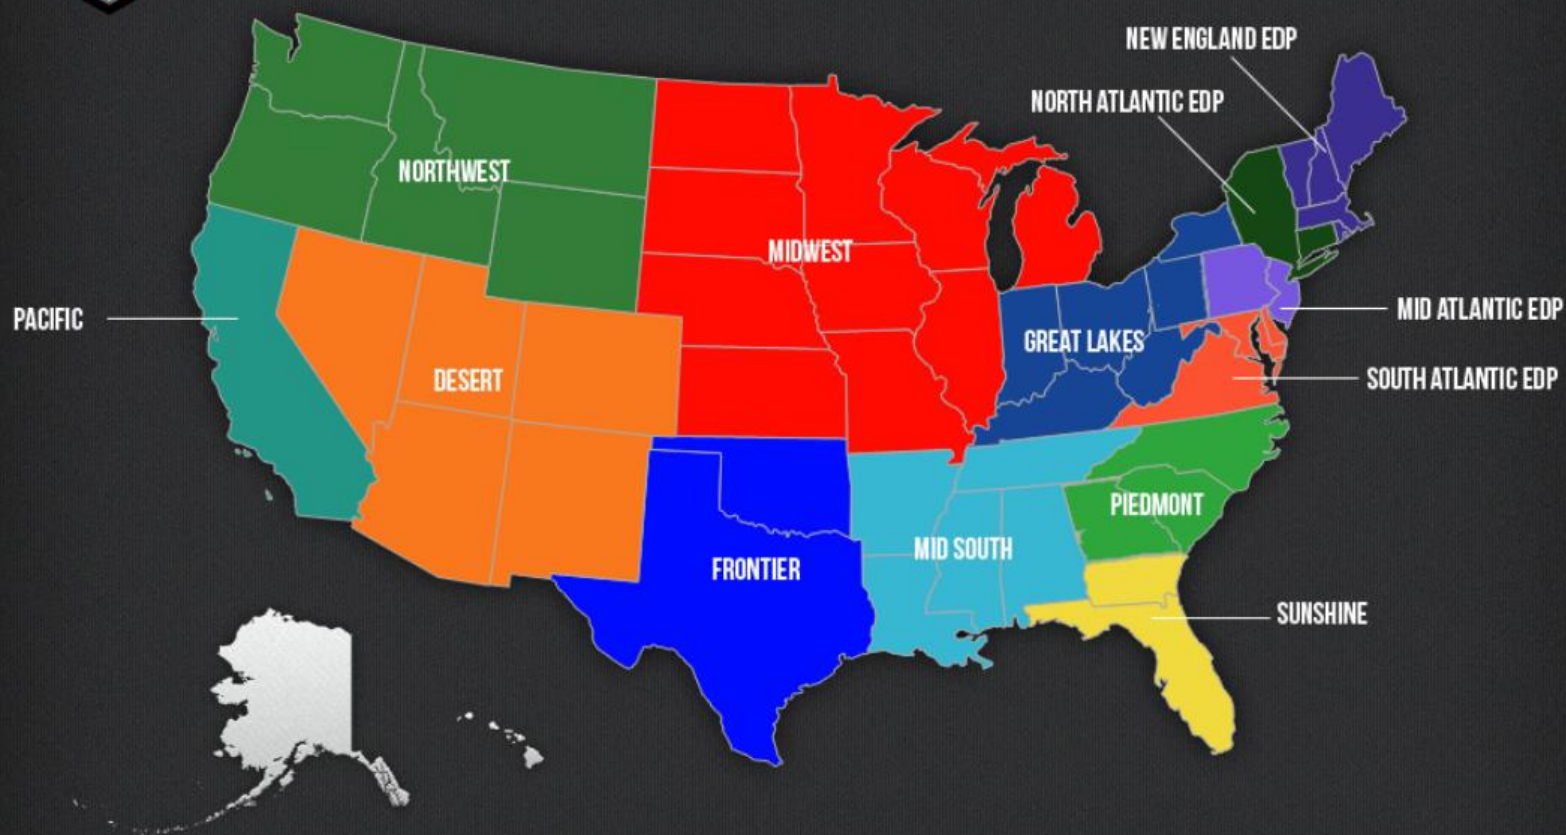 NEW ENGLAND EDP
NORTH ATLANTIC EDP
NORTHWEST
MIDWEST
PACIFIC
MID ATLANTIC EDP
GREAT LAKES
DESERT
SOUTH ATLANTIC EDP
PIEDMONT
MID SOUTH
FRONTIER
SUNSHINE